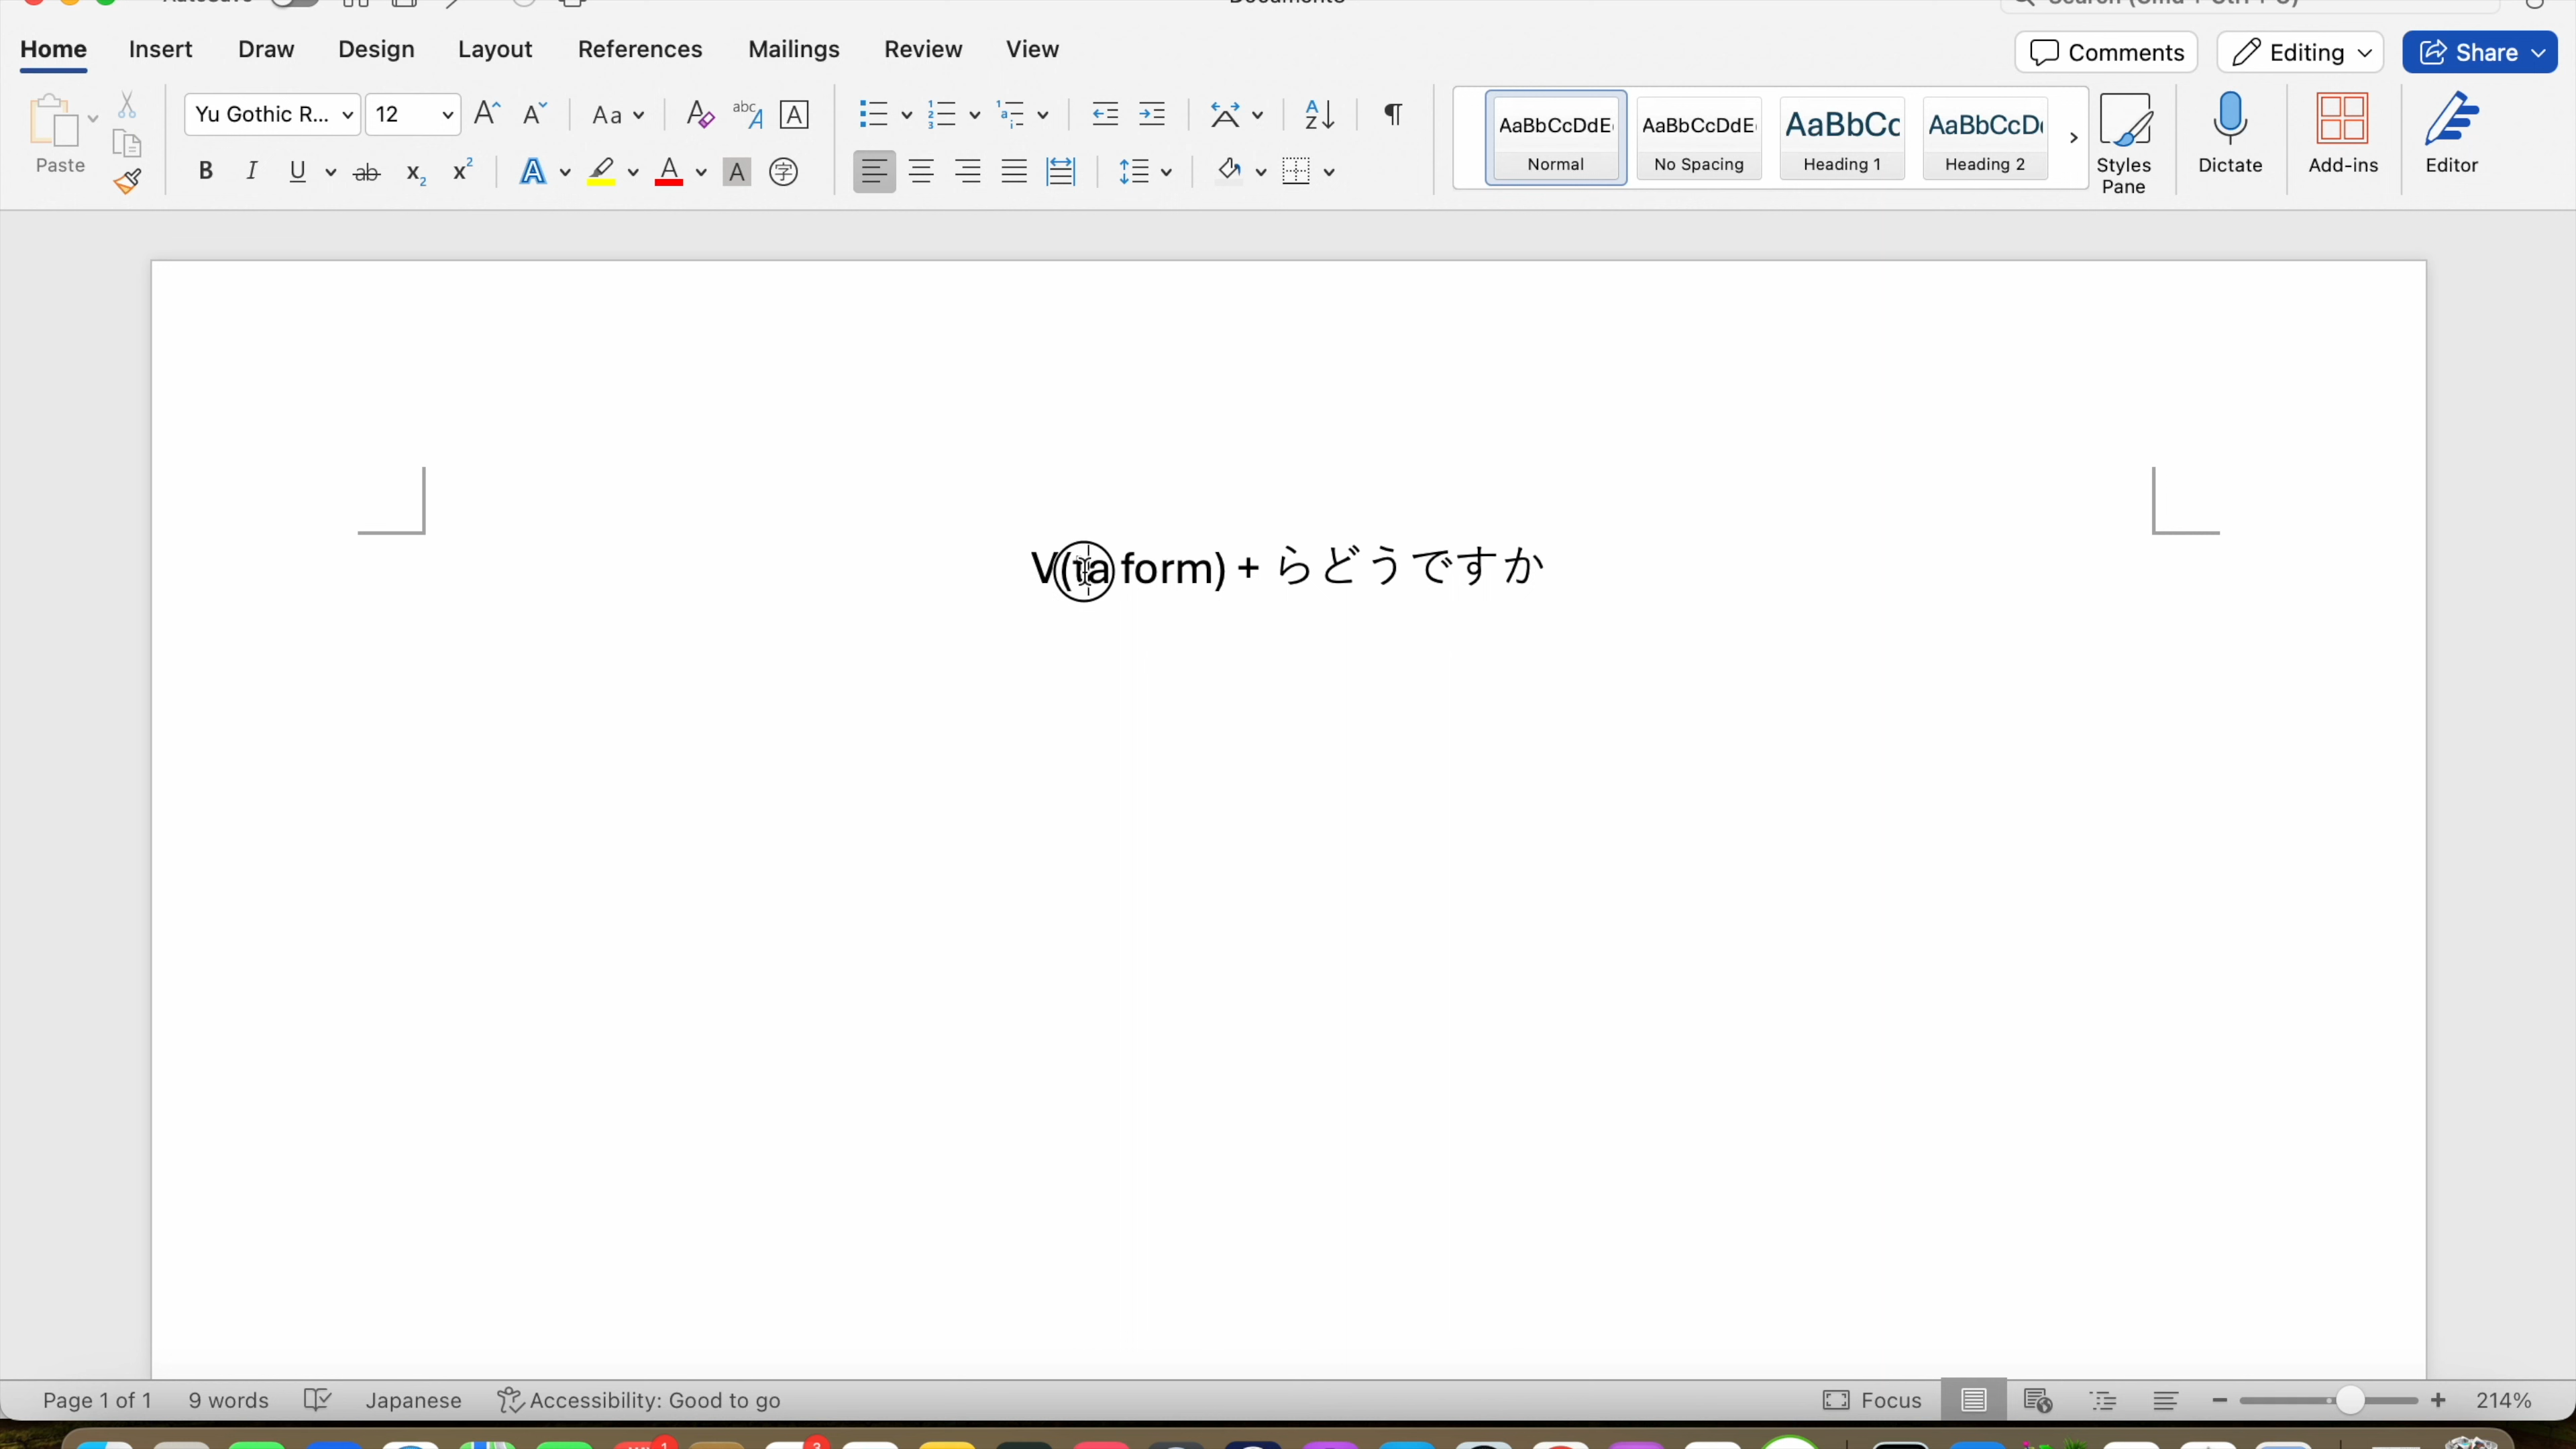 Home Insert Draw Design Layout References Mailings Review View Comments Editing Share
Yu Gothic R... 12
Paste
AaBbCcDdE AaBbCcDdE AaBbCc AaBbCcD
Normal No Spacing Heading 1 Heading 2
Styles Pane
Dictate
Add-ins
Editor
V(ta form) + らどうですか
Page 1 of 1 9 words Japanese Accessibility: Good to go Focus 214%